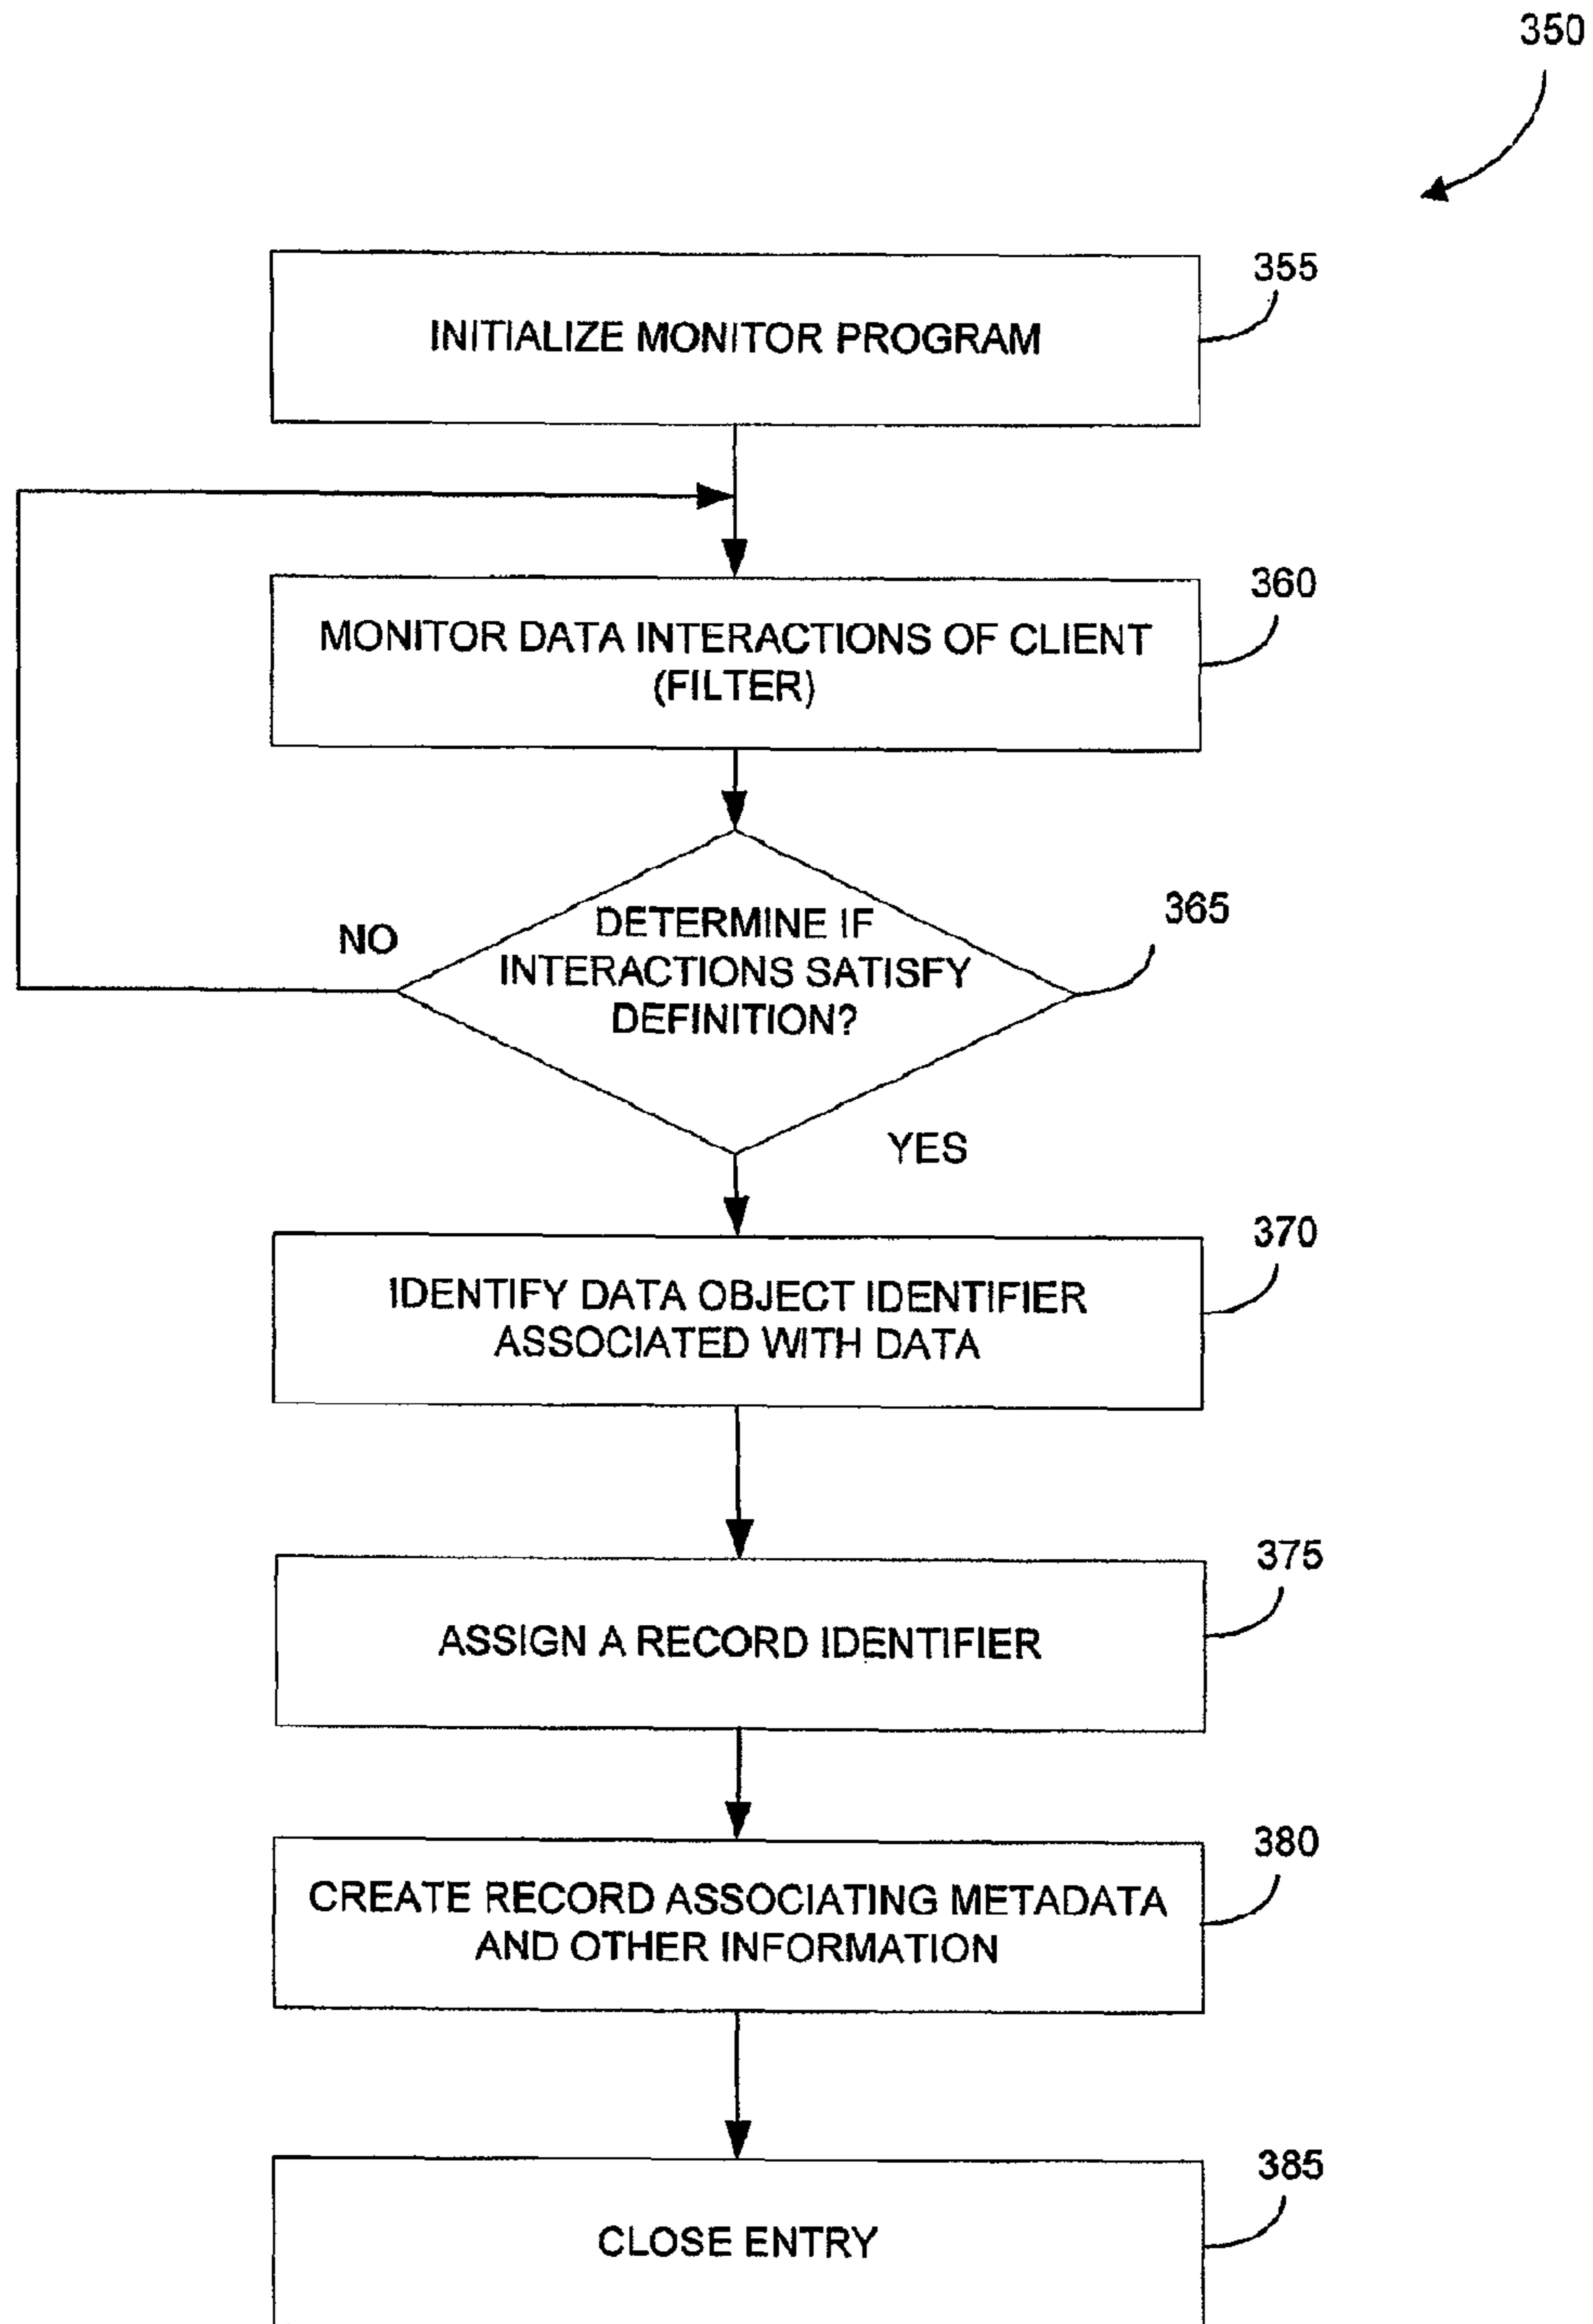 350
355
INITIALIZE MONITOR PROGRAM
360
MONITOR DATA INTERACTIONS OF CLIENT
(FILTER)
365
NO
DETERMINE IF
INTERACTIONS SATISFY
DEFINITION?
YES
370
IDENTIFY DATA OBJECT IDENTIFIER
ASSOCIATED WITH DATA
375
ASSIGN A RECORD IDENTIFIER
380
CREATE RECORD ASSOCIATING METADATA
AND OTHER INFORMATION
385
CLOSE ENTRY